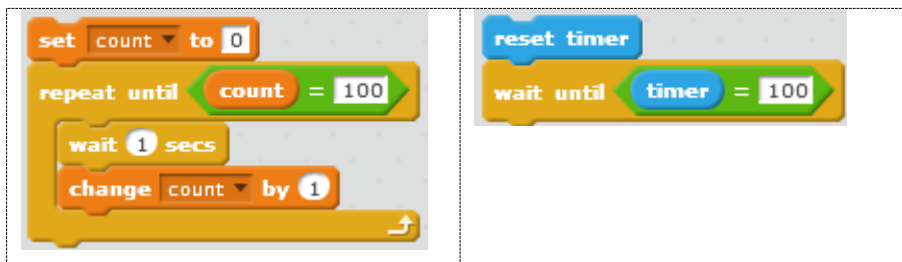 set count to 0
repeat until count = 100
wait 1 secs
change count by 1
reset timer
wait until timer = 100